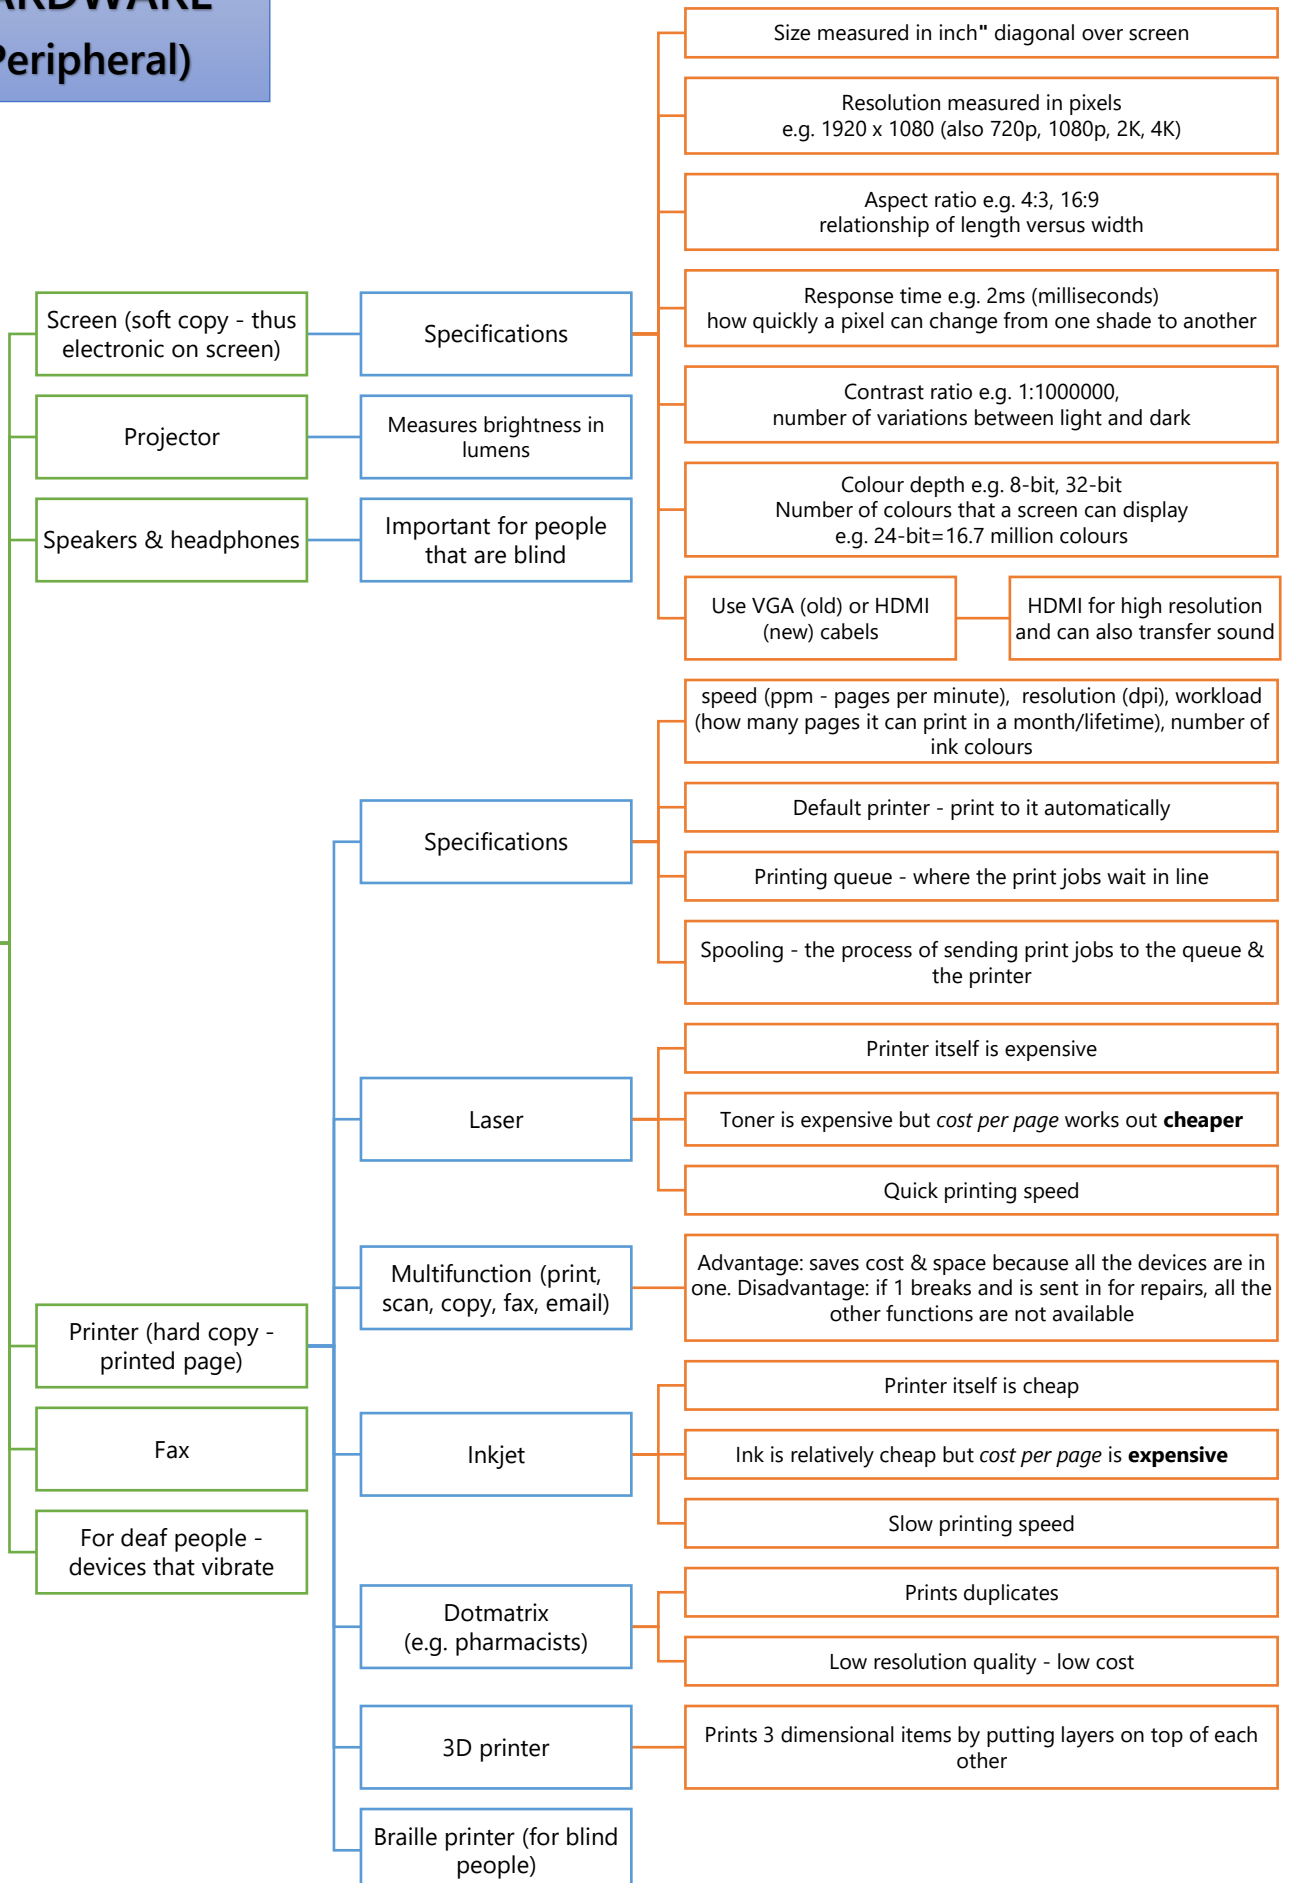 ARDWARE
Peripheral)
Screen (soft copy - thus
electronic on screen)
Specifications
Size measured in inch" diagonal over screen
Resolution measured in pixels
e.g. 1920 x 1080 (also 720p, 1080p, 2K, 4K)
Aspect ratio e.g. 4:3, 16:9
relationship of length versus width
Response time e.g. 2ms (milliseconds)
how quickly a pixel can change from one shade to another
Contrast ratio e.g. 1:1000000,
number of variations between light and dark
Colour depth e.g. 8-bit, 32-bit
Number of colours that a screen can display
e.g. 24-bit=16.7 million colours
Use VGA (old) or HDMI
(new) cabels
HDMI for high resolution
and can also transfer sound
Projector
Measures brightness in
lumens
Speakers & headphones
Important for people
that are blind
Printer (hard copy -
printed page)
Specifications
speed (ppm - pages per minute),  resolution (dpi), workload
(how many pages it can print in a month/lifetime), number of
ink colours
Default printer - print to it automatically
Printing queue - where the print jobs wait in line
Spooling - the process of sending print jobs to the queue &
the printer
Laser
Printer itself is expensive
Toner is expensive but cost per page works out cheaper
Quick printing speed
Multifunction (print,
scan, copy, fax, email)
Advantage: saves cost & space because all the devices are in
one. Disadvantage: if 1 breaks and is sent in for repairs, all the
other functions are not available
Inkjet
Printer itself is cheap
Ink is relatively cheap but cost per page is expensive
Slow printing speed
Dotmatrix
(e.g. pharmacists)
Prints duplicates
Low resolution quality - low cost
3D printer
Prints 3 dimensional items by putting layers on top of each
other
Braille printer (for blind
people)
Fax
For deaf people -
devices that vibrate